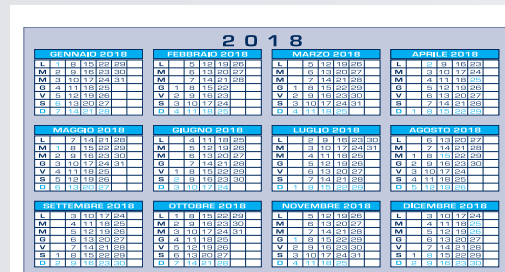 2018
GENNAIO 2018
L 1 8 15 22 29
M 2 9 16 23 30
M 3 10 17 24 31
G 4 11 18 25
V 5 12 19 26
S 6 13 20 27
D 7 14 21 28
FEBBRAIO 2018
L 5 12 19 26
M 6 13 20 27
M 7 14 21 28
G 1 8 15 22
V 2 9 16 23
S 3 10 17 24
D 4 11 18 25
MARZO 2018
L 5 12 19 26
M 6 13 20 27
M 7 14 21 28
G 1 8 15 22 29
V 2 9 16 23 30
S 3 10 17 24 31
D 4 11 18 25
APRILE 2018
L 2 9 16 23
M 3 10 17 24
M 4 11 18 25
G 5 12 19 26
V 6 13 20 27
S 7 14 21 28
D 1 8 15 22 29
MAGGIO 2018
L 7 14 21 28
M 1 8 15 22 29
M 2 9 16 23 30
G 3 10 17 24 31
V 4 11 18 25
S 5 12 19 26
D 6 13 20 27
GIUGNO 2018
L 4 11 18 25
M 5 12 19 26
M 6 13 20 27
G 7 14 21 28
V 1 8 15 22 29
S 2 9 16 23 30
D 3 10 17 24
LUGLIO 2018
L 2 9 16 23 30
M 3 10 17 24 31
M 4 11 18 25
G 5 12 19 26
V 6 13 20 27
S 7 14 21 28
D 1 8 15 22 29
AGOSTO 2018
L 6 13 20 27
M 7 14 21 28
M 1 8 15 22 29
G 2 9 16 23 30
V 3 10 17 24
S 4 11 18 25
D 5 12 19 26
SETTEMBRE 2018
L 3 10 17 24
M 4 11 18 25
M 5 12 19 26
G 6 13 20 27
V 7 14 21 28
S 1 8 15 22 29
D 2 9 16 23 30
OTTOBRE 2018
L 1 8 15 22 29
M 2 9 16 23 30
M 3 10 17 24 31
G 4 11 18 25
V 5 12 19 26
S 6 13 20 27
D 7 14 21 28
NOVEMBRE 2018
L 5 12 19 26
M 6 13 20 27
M 7 14 21 28
G 1 8 15 22 29
V 2 9 16 23 30
S 3 10 17 24
D 4 11 18 25
DICEMBRE 2018
L 3 10 17 24
M 4 11 18 25
M 5 12 19 26
G 6 13 20 27
V 7 14 21 28
S 1 8 15 22 29
D 2 9 16 23 30